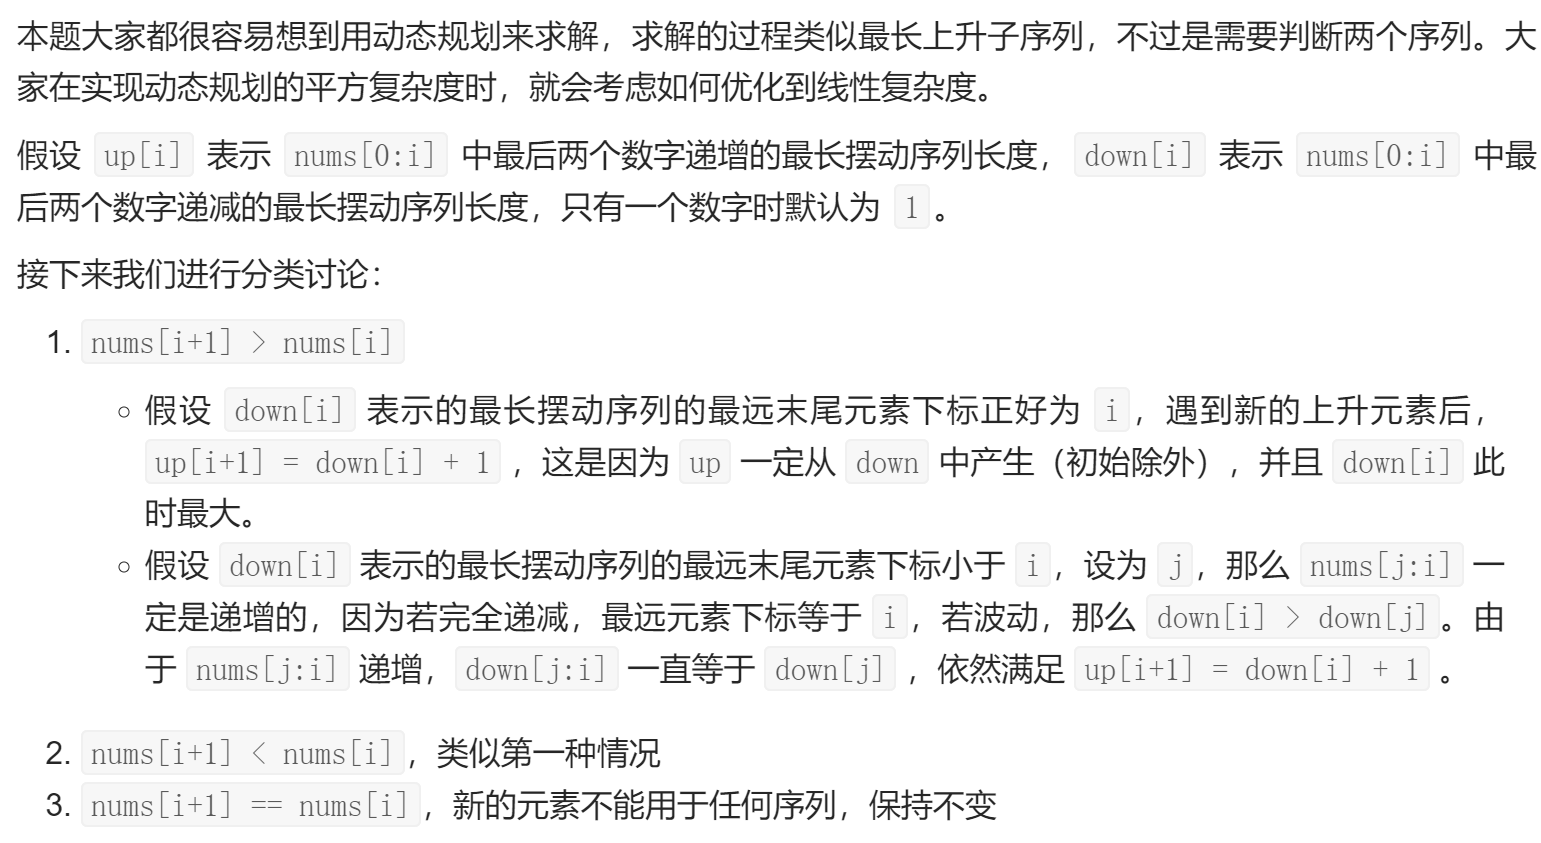 本题大家都很容易想到用动态规划来求解，求解的过程类似最长上升子序列，不过是需要判断两个序列。大
家在实现动态规划的平方复杂度时，就会考虑如何优化到线性复杂度。
假设 up[i] 表示 nums[0:i] 中最后两个数字递增的最长摆动序列长度， down[i] 表示 nums[0:i] 中最
后两个数字递减的最长摆动序列长度，只有一个数字时默认为 1 。
接下来我们进行分类讨论：
1. nums[i+1] > nums[i]
○ 假设 down[i] 表示的最长摆动序列的最远末尾元素下标正好为 i ，遇到新的上升元素后，
up[i+1] = down[i] + 1 ，这是因为 up 一定从 down 中产生（初始除外），并且 down[i] 此
时最大。
○ 假设 down[i] 表示的最长摆动序列的最远末尾元素下标小于 i ，设为 j ，那么 nums[j:i] 一
定是递增的，因为若完全递减，最远元素下标等于 i ，若波动，那么 down[i] > down[j] 。由
于 nums[j:i] 递增， down[j:i] 一直等于 down[j] ，依然满足 up[i+1] = down[i] + 1 。
2. nums[i+1] < nums[i] ，类似第一种情况
3. nums[i+1] == nums[i] ，新的元素不能用于任何序列，保持不变